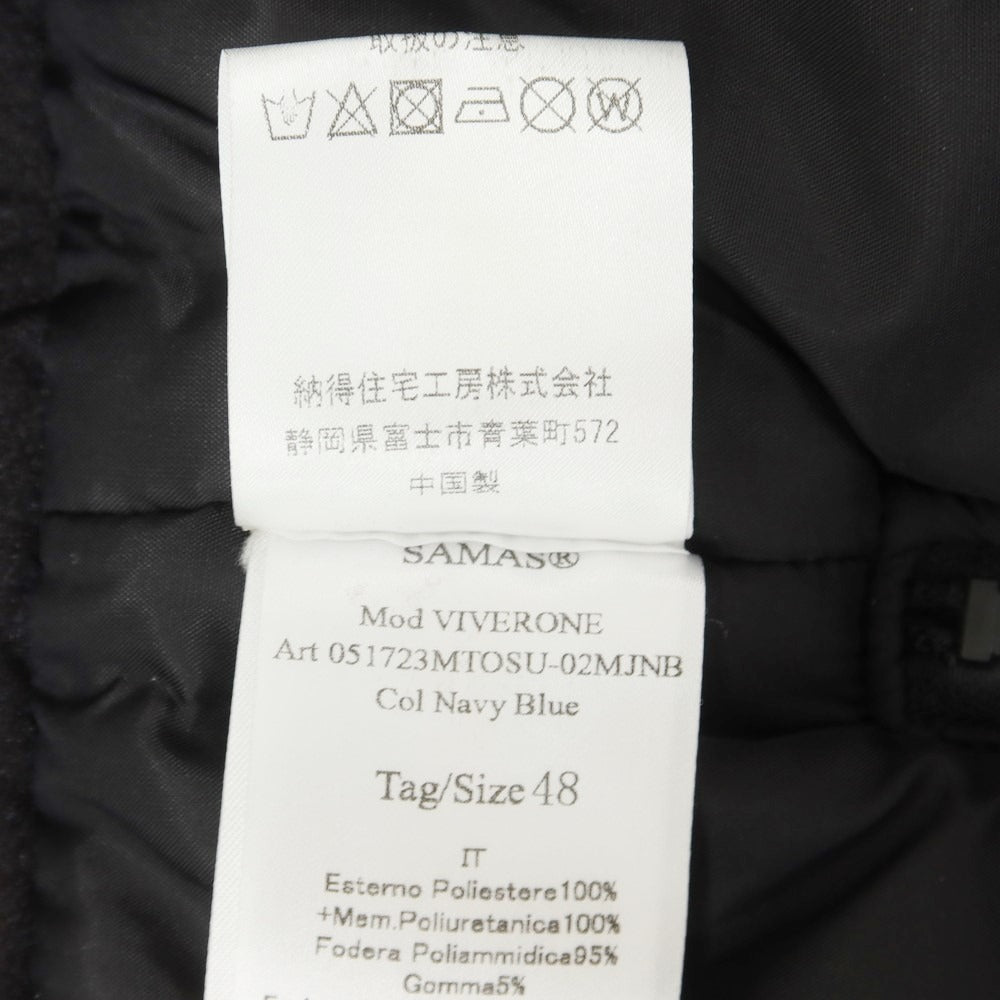 取扱の注意
W
納得住宅工房株式会社
静岡県富士市青葉町572
中国製
SAMAS®
Mod VIVERONE
Art 051723MTOSU-02MJNB
Col Navy Blue
Tag/Size 48
IT
Esterno Poliestere100%
+Mem.Poliuretanica100%
Fodera Poliammidica95%
Gomma5%